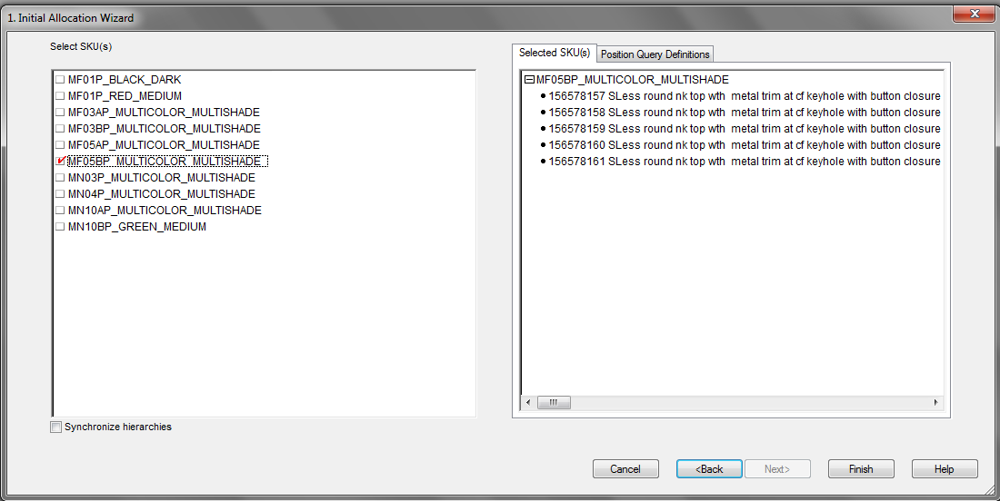 1. Initial Allocation Wizard
Select SKU(s)
MF01P_BLACK_DARK
MF01P_RED_MEDIUM
MF03AP_MULTICOLOR_MULTISHADE
MF03BP_MULTICOLOR_MULTISHADE
MF05AP_MULTICOLOR_MULTISHADE
MF05BP_MULTICOLOR_MULTISHADE
MN03P_MULTICOLOR_MULTISHADE
MN04P_MULTICOLOR_MULTISHADE
MN10AP_MULTICOLOR_MULTISHADE
MN10BP_GREEN_MEDIUM
Synchronize hierarchies
Selected SKU(s) Position Query Definitions
MF05BP_MULTICOLOR_MULTISHADE
156578157 SLess round nk top wth  metal trim at cf keyhole with button closure
156578158 SLess round nk top wth  metal trim at cf keyhole with button closure
156578159 SLess round nk top wth  metal trim at cf keyhole with button closure
156578160 SLess round nk top wth  metal trim at cf keyhole with button closure
156578161 SLess round nk top wth  metal trim at cf keyhole with button closure
Cancel <Back Next> Finish Help